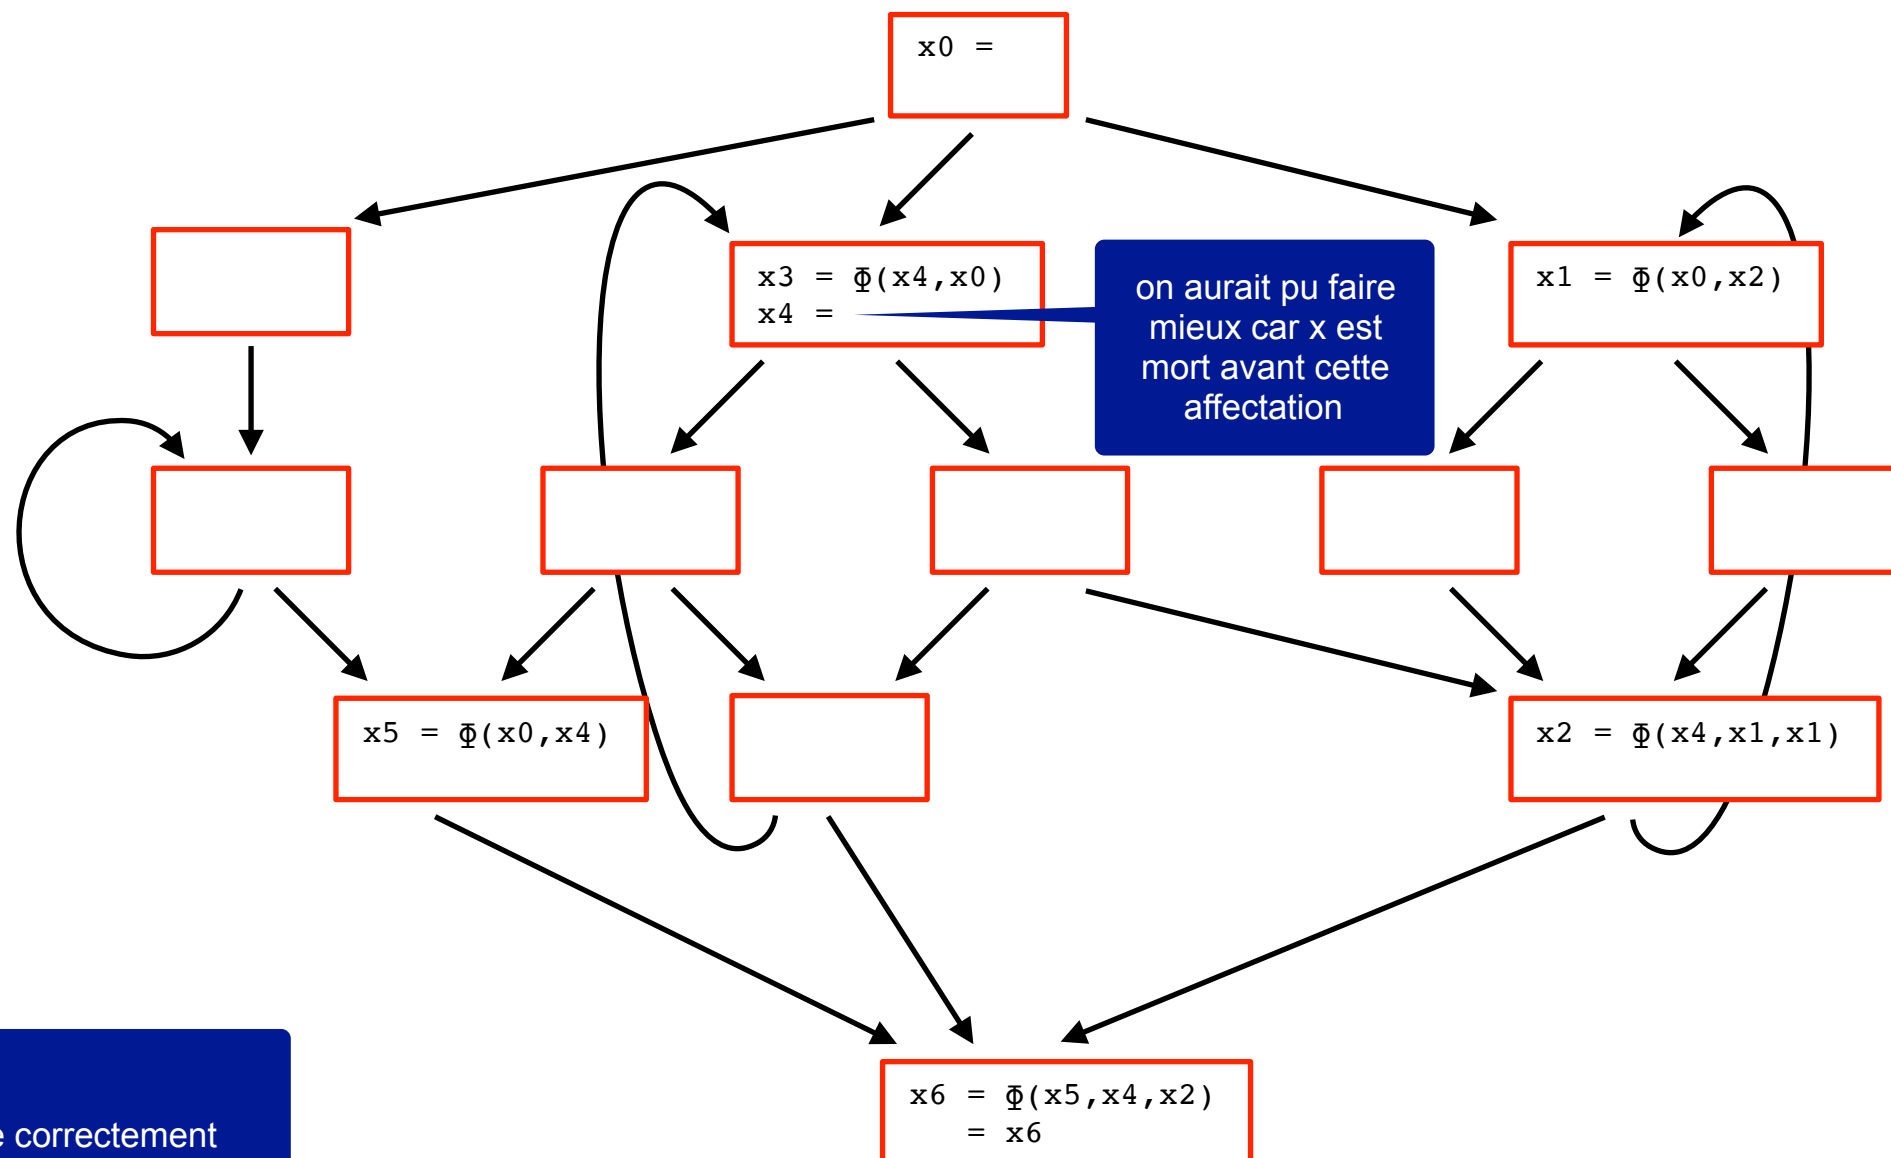 x0 =
x3 = Φ(x4,x0)
x4 =
on aurait pu faire
mieux car x est
mort avant cette
affectation
x1 = Φ(x0,x2)
x5 = Φ(x0,x4)
x2 = Φ(x4,x1,x1)
x6 = Φ(x5,x4,x2)
= x6
correctement